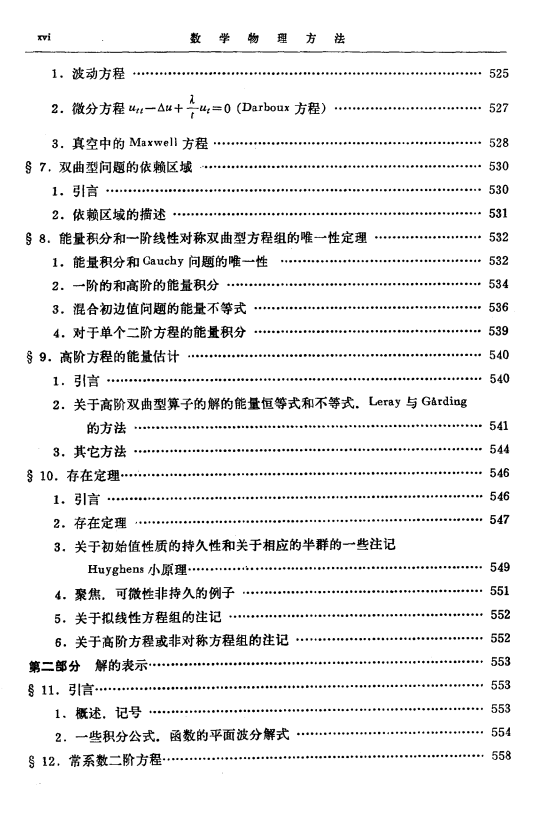 xvi 数学物理方法
1. 波动方程 …… 525
2. 微分方程 uₜₜ—Δu+λ/t uₜ=0 (Darboux 方程) …… 527
3. 真空中的 Maxwell 方程 …… 528
§ 7. 双曲型问题的依赖区域 …… 530
1. 引言 …… 530
2. 依赖区域的描述 …… 531
§ 8. 能量积分和一阶线性对称双曲型方程组的唯一性定理 …… 532
1. 能量积分和 Cauchy 问题的唯一性 …… 532
2. 一阶的和高阶的能量积分 …… 534
3. 混合初边值问题的能量不等式 …… 536
4. 对于单个二阶方程的能量积分 …… 539
§ 9. 高阶方程的能量估计 …… 540
1. 引言 …… 540
2. 关于高阶双曲型算子的解的能量恒等式和不等式. Leray 与 Gårding
的方法 …… 541
3. 其它方法 …… 544
§ 10. 存在定理 …… 546
1. 引言 …… 546
2. 存在定理 …… 547
3. 关于初始值性质的持久性和关于相应的半群的一些注记
Huyghens 小原理 …… 549
4. 聚焦. 可微性非持久的例子 …… 551
5. 关于拟线性方程组的注记 …… 552
6. 关于高阶方程或非对称方程组的注记 …… 552
第二部分 解的表示 …… 553
§ 11. 引言 …… 553
1. 概述. 记号 …… 553
2. 一些积分公式. 函数的平面波分解式 …… 554
§ 12. 常系数二阶方程 …… 558